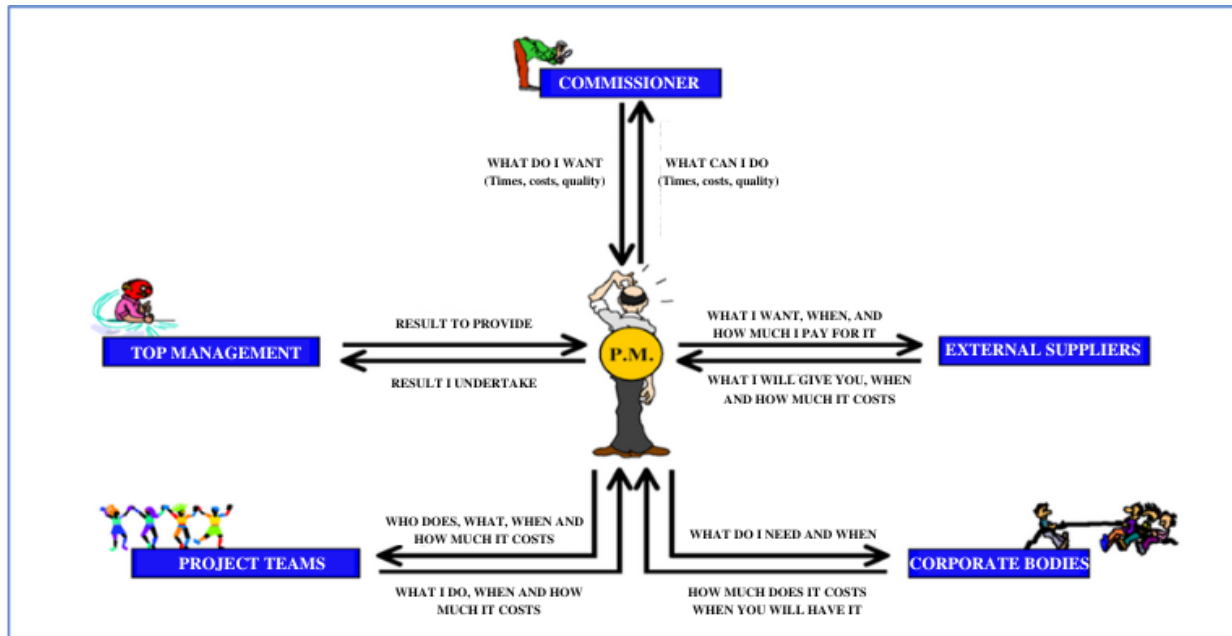 COMMISSIONER
WHAT DO I WANT
(Times, costs, quality)
WHAT CAN I DO
(Times, costs, quality)
TOP MANAGEMENT
RESULT TO PROVIDE
RESULT I UNDERTAKE
P.M.
WHAT I WANT, WHEN, AND
HOW MUCH I PAY FOR IT
EXTERNAL SUPPLIERS
WHAT I WILL GIVE YOU, WHEN
AND HOW MUCH IT COSTS
PROJECT TEAMS
WHO DOES, WHAT, WHEN AND
HOW MUCH IT COSTS
WHAT I DO, WHEN AND HOW
MUCH IT COSTS
WHAT DO I NEED AND WHEN
CORPORATE BODIES
HOW MUCH DOES IT COSTS
WHEN YOU WILL HAVE IT